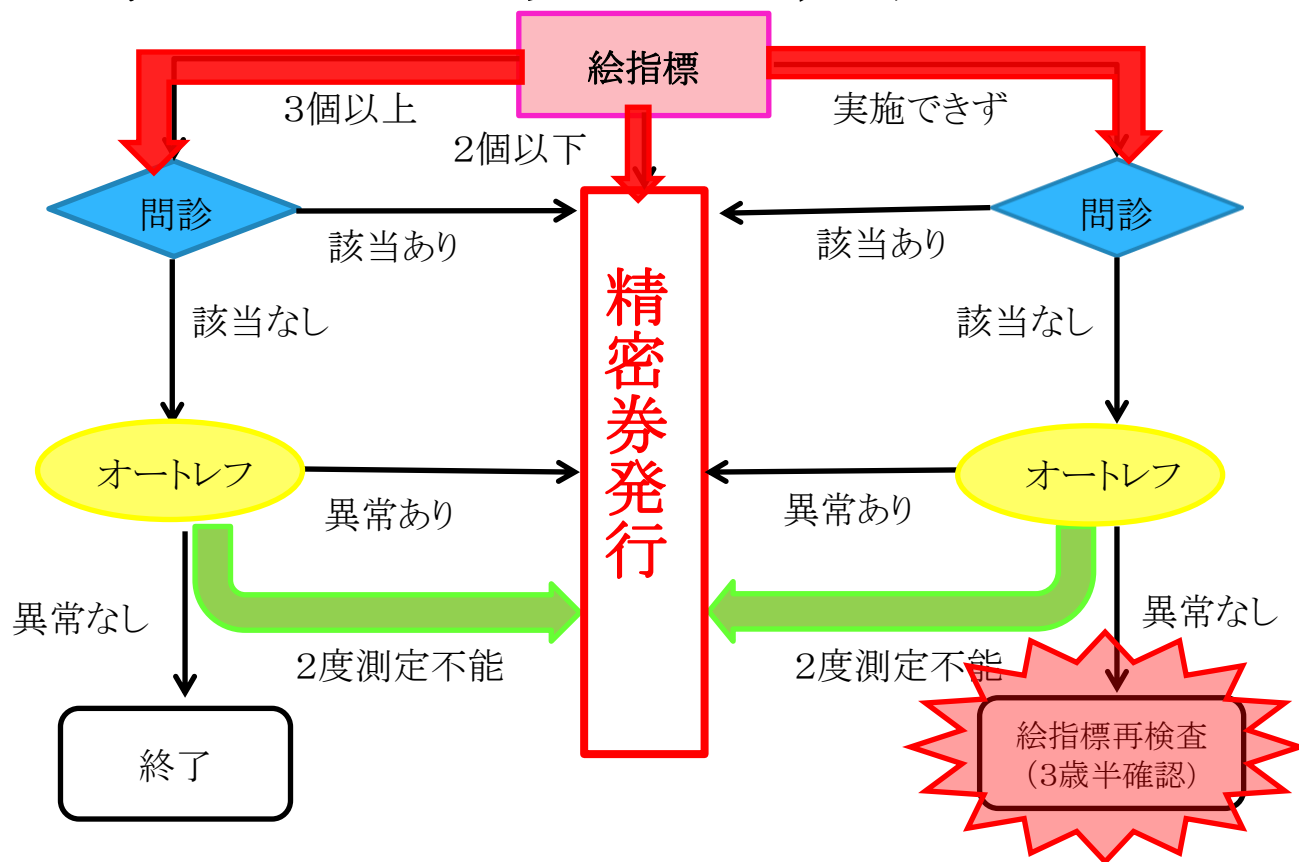 絵指標
3個以上
実施できず
2個以下
問診
問診
該当あり
該当あり
精密券発行
該当なし
該当なし
オートレフ
オートレフ
異常あり
異常あり
異常なし
異常なし
2度測定不能
2度測定不能
終了
絵指標再検査
(3歳半確認)